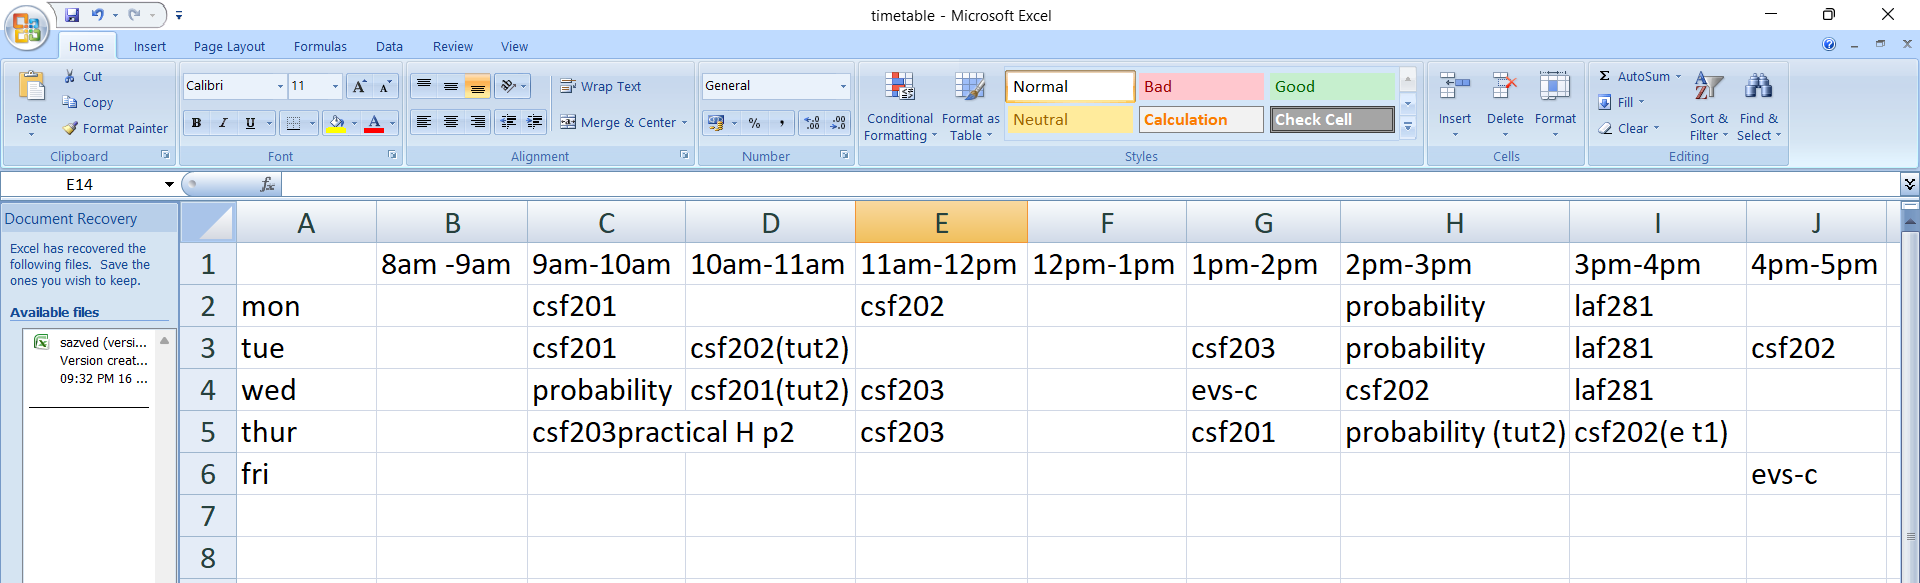 timetable - Microsoft Excel
Home Insert Page Layout Formulas Data Review View
Cut
Copy
Format Painter
Paste
Clipboard
Calibri 11
B I U A
Font
Wrap Text
Merge & Center
Alignment
General
% ,
Number
Conditional Formatting
Format as Table
Normal Bad Good
Neutral Calculation Check Cell
Styles
Insert Delete Format
Cells
Σ AutoSum
Fill
Clear
Sort & Filter
Find & Select
Editing
E14 fx
Document Recovery
Excel has recovered the
following files. Save the
ones you wish to keep.
Available files
sazved (versi...
Version creat...
09:32 PM 16 ...
A B C D E F G H I J
1 8am -9am 9am-10am 10am-11am 11am-12pm 12pm-1pm 1pm-2pm 2pm-3pm 3pm-4pm 4pm-5pm
2 mon csf201 csf202 probability laf281
3 tue csf201 csf202(tut2) csf203 probability laf281 csf202
4 wed probability csf201(tut2) csf203 evs-c csf202 laf281
5 thur csf203practical H p2 csf203 csf201 probability (tut2) csf202(e t1)
6 fri evs-c
7
8